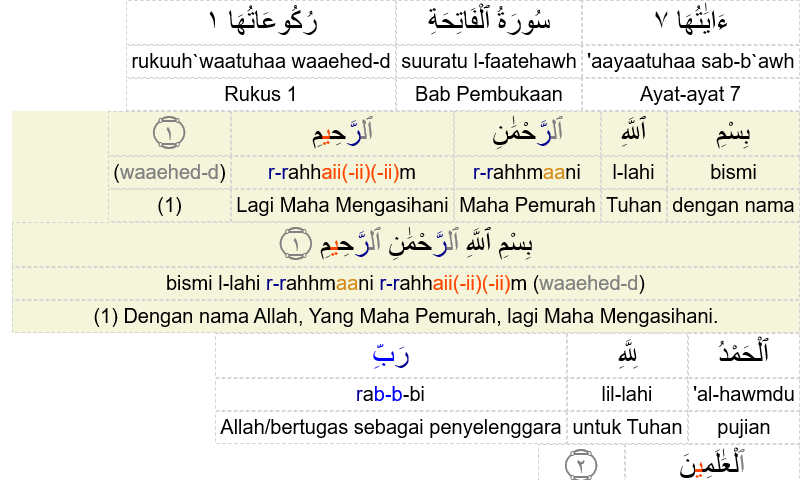 ءَايَٰتُهَا ٧ سُورَةُ ٱلْفَاتِحَةِ رُكُوعَاتُهَا ١
'aayaatuhaa sab-b`awh suuratu l-faatehawh rukuuh`waatuhaa waaehed-d
Ayat-ayat 7 Bab Pembukaan Rukus 1
بِسْمِ ٱللَّهِ ٱلرَّحْمَٰنِ ٱلرَّحِيمِ ١
bismi l-lahi r-rahhmaani r-rahhaii(-ii)(-ii)m (waaehed-d)
dengan nama Tuhan Maha Pemurah Lagi Maha Mengasihani (1)
بِسْمِ ٱللَّهِ ٱلرَّحْمَٰنِ ٱلرَّحِيمِ ١
bismi l-lahi r-rahhmaani r-rahhaii(-ii)(-ii)m (waaehed-d)
(1) Dengan nama Allah, Yang Maha Pemurah, lagi Maha Mengasihani.
ٱلْحَمْدُ لِلَّهِ رَبِّ
'al-hawmdu lil-lahi rab-b-bi
pujian untuk Tuhan Allah/bertugas sebagai penyelenggara
ٱلْعَٰلَمِينَ ٢